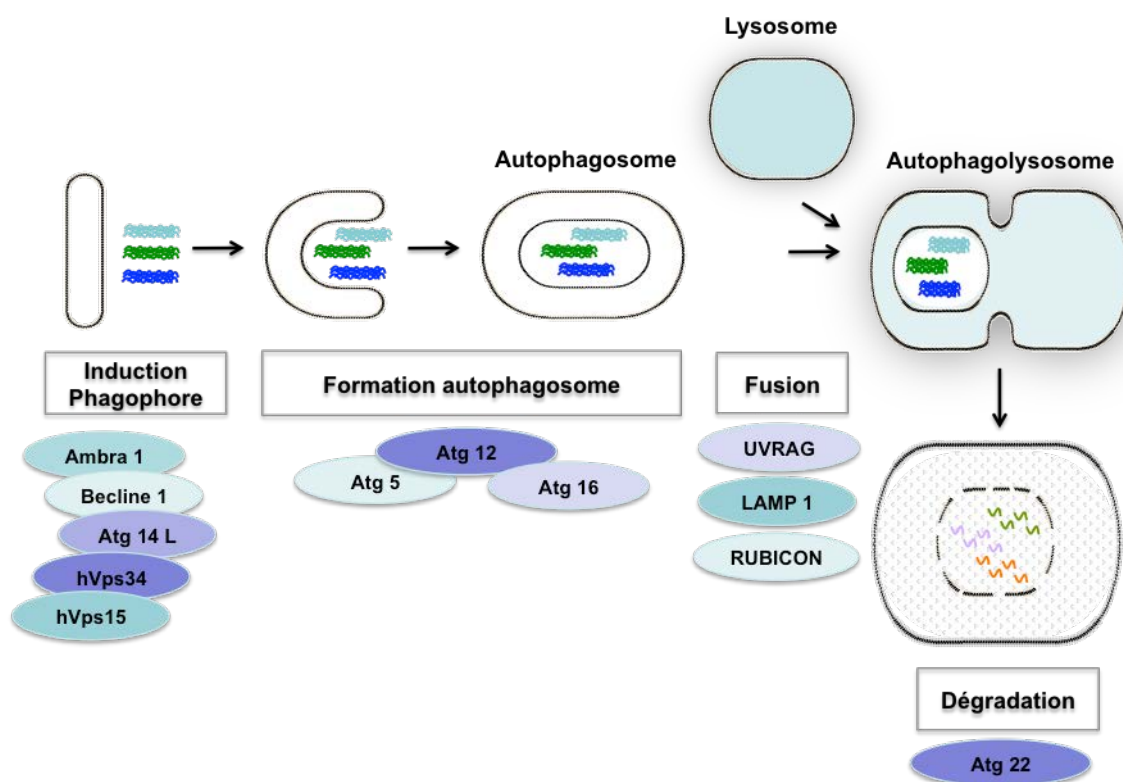 Lysosome
Autophagosome
Autophagolysosome
Induction
Phagophore
Formation autophagosome
Fusion
Ambra 1
Becline 1
Atg 14 L
hVps34
hVps15
Atg 12
Atg 5
Atg 16
UVRAG
LAMP 1
RUBICON
Dégradation
Atg 22